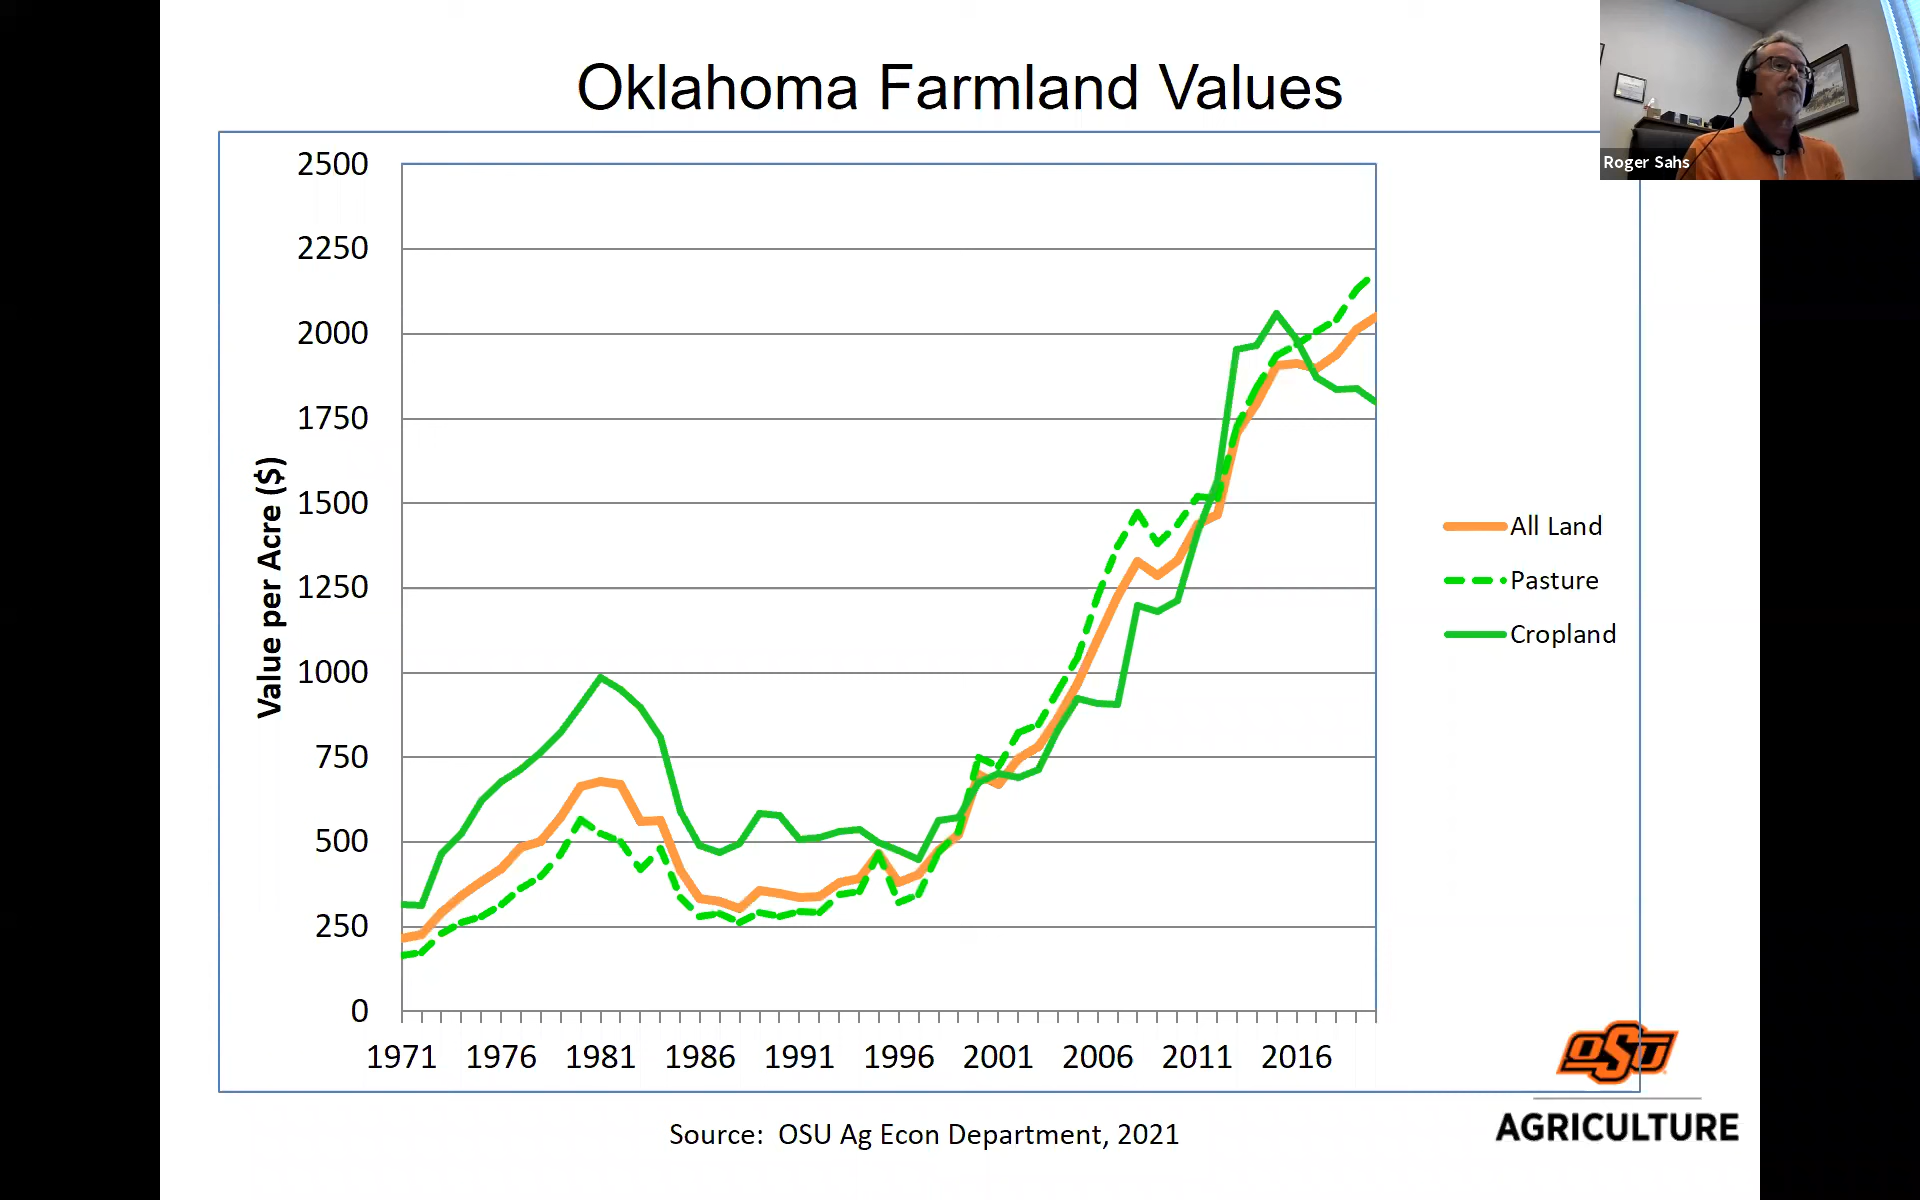 Oklahoma Farmland Values
Roger Sahs
2500
2250
2000
1750
1500
1250
1000
750
500
250
0
Value per Acre ($)
1971 1976 1981 1986 1991 1996 2001 2006 2011 2016
All Land
Pasture
Cropland
OSU
AGRICULTURE
Source: OSU Ag Econ Department, 2021